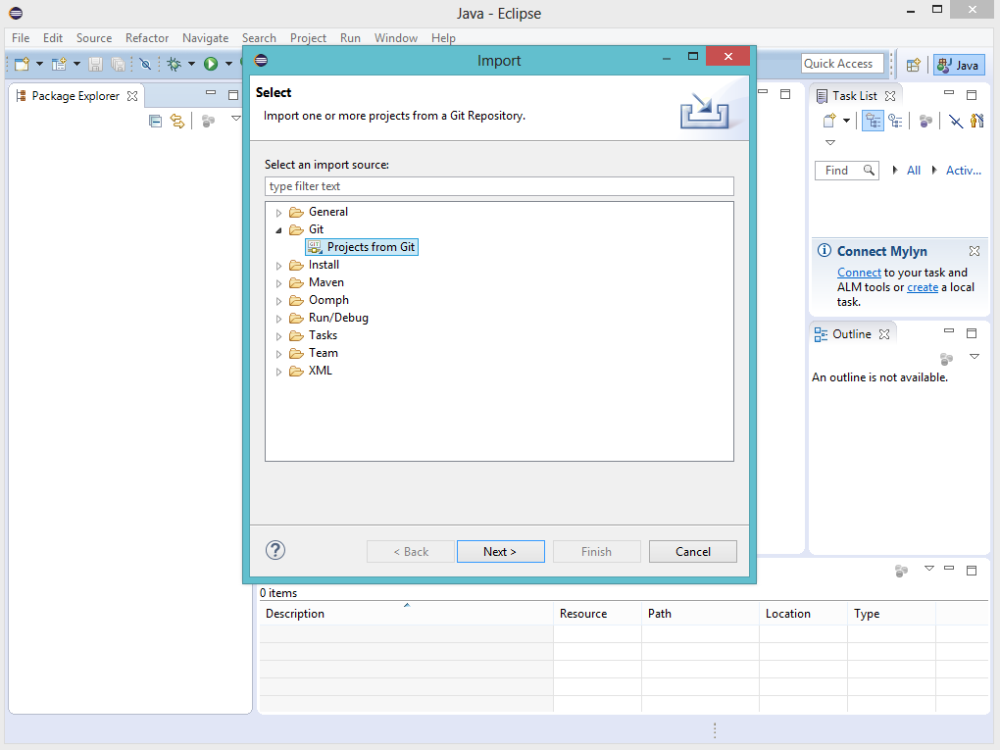 Java - Eclipse
File Edit Source Refactor Navigate Search Project Run Window Help
Quick Access
Java
Package Explorer
Import
Select
Import one or more projects from a Git Repository.
Select an import source:
type filter text
General
Git
GIT
Projects from Git
Install
Maven
Oomph
Run/Debug
Tasks
Team
XML
? < Back Next > Finish Cancel
Task List
Find All Activ...
Connect Mylyn
Connect to your task and
ALM tools or create a local
task.
Outline
An outline is not available.
0 items
Description Resource Path Location Type